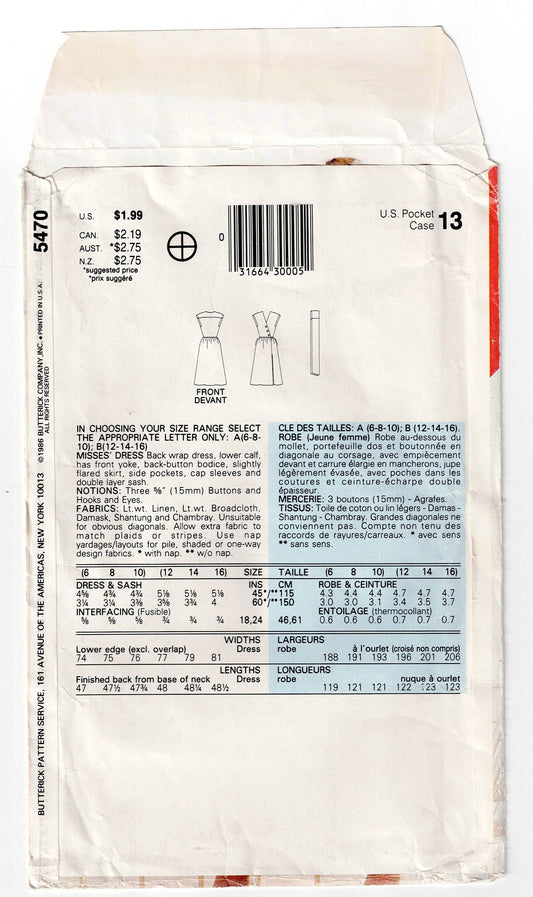 5470
©1986 BUTTERICK COMPANY, INC. • PRINTED IN U.S.A.
ALL RIGHTS RESERVED
BUTTERICK PATTERN SERVICE, 161 AVENUE OF THE AMERICAS, NEW YORK, NEW YORK 10013
U.S. $1.99
CAN. $2.19
AUST. *$2.75
N.Z. $2.75
*suggested price
*prix suggéré
0
31664 30005
U.S. Pocket
Case 13
FRONT
DEVANT
IN CHOOSING YOUR SIZE RANGE SELECT
THE APPROPRIATE LETTER ONLY: A(6-8-
10); B(12-14-16)
MISSES' DRESS Back wrap dress, lower calf,
has front yoke, back-button bodice, slightly
flared skirt, side pockets, cap sleeves and
double layer sash.
NOTIONS: Three ⅝" (15mm) Buttons and
Hooks and Eyes.
FABRICS: Lt.wt. Linen, Lt.wt. Broadcloth,
Damask, Shantung and Chambray. Unsuitable
for obvious diagonals. Allow extra fabric to
match plaids or stripes. Use nap
yardages/layouts for pile, shaded or one-way
design fabrics. * with nap. ** w/o nap.
CLE DES TAILLES: A (6-8-10); B (12-14-16).
ROBE (Jeune femme) Robe au-dessous du
mollet, portefeuille dos et boutonnée en
diagonale au corsage, avec empiècement
devant et carrure élargie en mancherons, jupe
légèrement évasée, avec poches dans les
coutures et ceinture-écharpe double
épaisseur.
MERCERIE: 3 boutons (15mm) - Agrafes.
TISSUS: Toile de coton ou lin légers - Damas -
Shantung - Chambray. Grandes diagonales ne
conviennent pas. Compte non tenu des
raccords de rayures/carreaux. * avec sens
** sans sens.
(6 8 10) (12 14 16) SIZE TAILLE (6 8 10) (12 14 16)
DRESS & SASH INS CM ROBE & CEINTURE
4⅝ 4¾ 4¾ 5⅛ 5⅛ 5⅛ 45*/**115 4.3 4.4 4.4 4.7 4.7 4.7
3¼ 3¼ 3⅜ 3⅝ 3¾ 4 60*/**150 3.0 3.0 3.1 3.4 3.5 3.7
INTERFACING (Fusible) ENTOILAGE (thermocollant)
⅝ ⅝ ⅝ ¾ ¾ ¾ 18,24 46,61 0.6 0.6 0.6 0.7 0.7 0.7
WIDTHS LARGEURS
Lower edge (excl. overlap) Dress robe à l'ourlet (croisé non compris)
74 75 76 77 79 81 188 191 193 196 201 206
LENGTHS LONGUEURS
Finished back from base of neck Dress robe nuque à ourlet
47 47½ 47¾ 48 48¼ 48½ 119 121 121 122 123 123